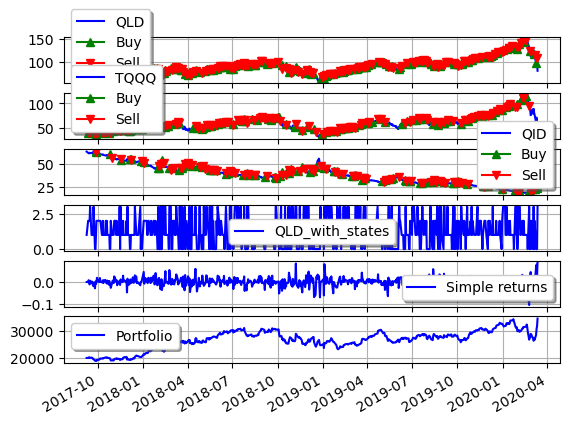 QLD
Buy
Sell
150
100
TQQQ
Buy
Sell
100
50
QID
Buy
Sell
50
25
2.5
0.0
QLD_with_states
0.0
−0.1
Simple returns
30000
20000
Portfolio
2017-10
2018-01
2018-04
2018-07
2018-10
2019-01
2019-04
2019-07
2019-10
2020-01
2020-04